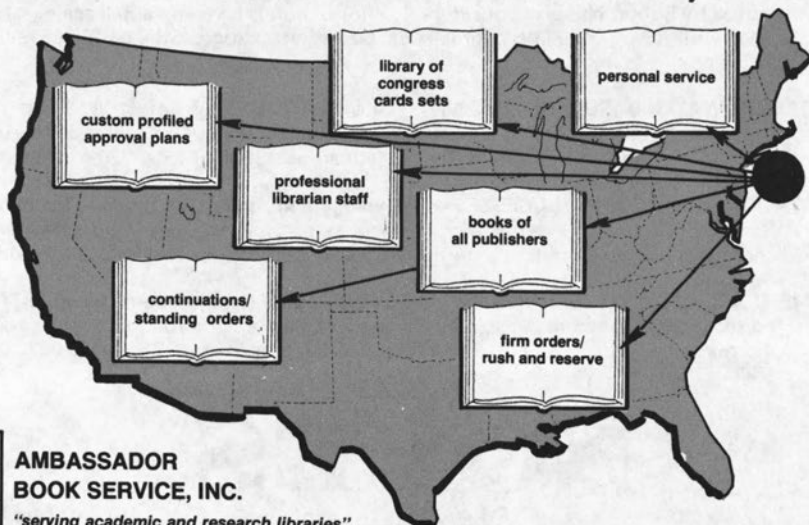 library of
congress
cards sets
personal service
custom profiled
approval plans
professional
librarian staff
books of
all publishers
continuations/
standing orders
firm orders/
rush and reserve
AMBASSADOR
BOOK SERVICE, INC.
"serving academic and research libraries"